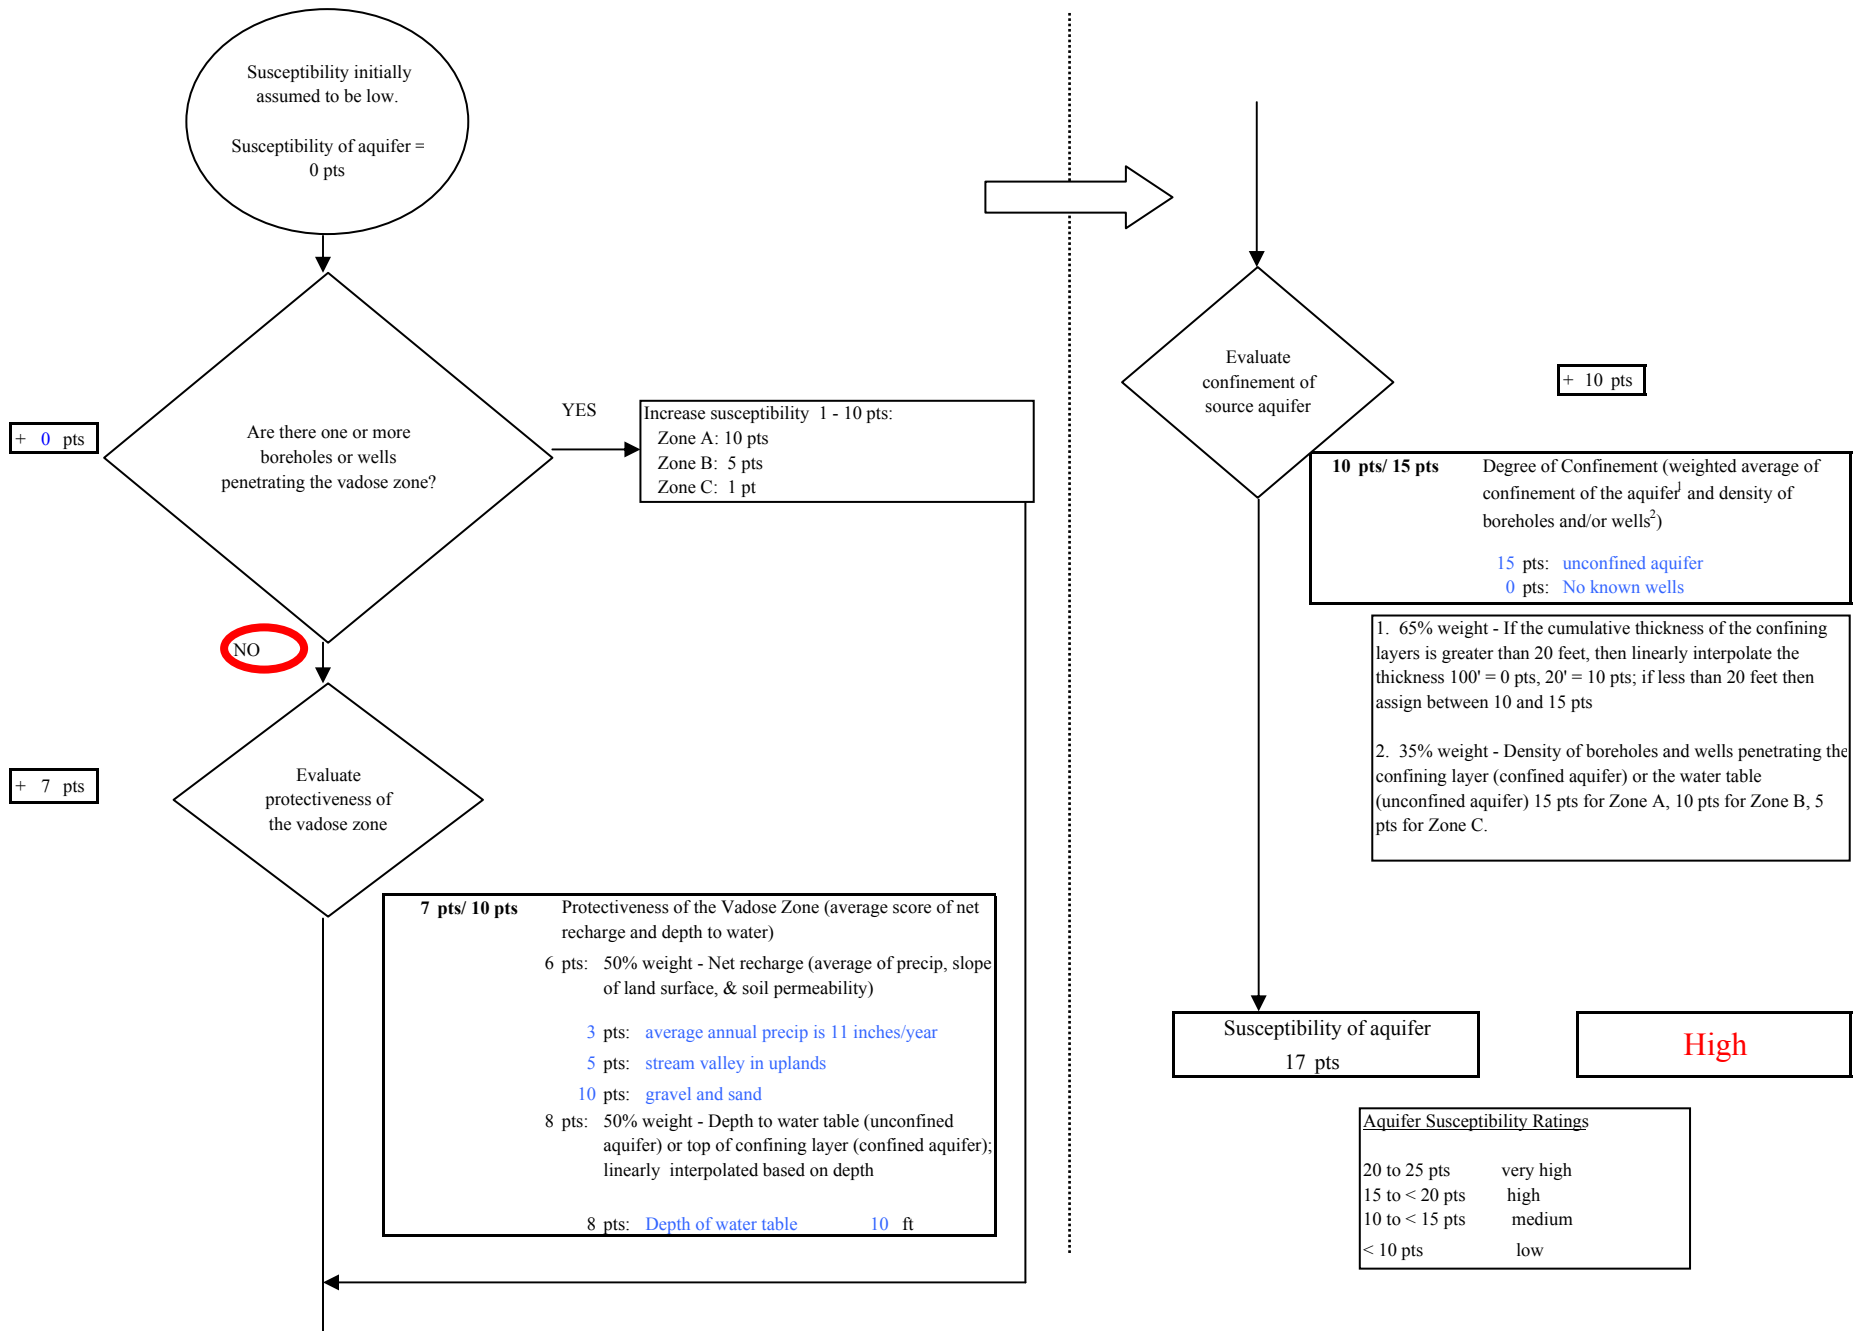 Susceptibility initially
assumed to be low.
Susceptibility of aquifer =
0 pts
+ 0 pts
Are there one or more
boreholes or wells
penetrating the vadose zone?
YES
Increase susceptibility 1 - 10 pts:
Zone A: 10 pts
Zone B: 5 pts
Zone C: 1 pt
NO
+ 7 pts
Evaluate
protectiveness of
the vadose zone
7 pts/ 10 pts Protectiveness of the Vadose Zone (average score of net
recharge and depth to water)
6 pts: 50% weight - Net recharge (average of precip, slope
of land surface, & soil permeability)
3 pts: average annual precip is 11 inches/year
5 pts: stream valley in uplands
10 pts: gravel and sand
8 pts: 50% weight - Depth to water table (unconfined
aquifer) or top of confining layer (confined aquifer);
linearly interpolated based on depth
8 pts: Depth of water table 10 ft
Evaluate
confinement of
source aquifer
+ 10 pts
10 pts/ 15 pts Degree of Confinement (weighted average of
confinement of the aquifer1 and density of
boreholes and/or wells2)
15 pts: unconfined aquifer
0 pts: No known wells
1. 65% weight - If the cumulative thickness of the confining
layers is greater than 20 feet, then linearly interpolate the
thickness 100' = 0 pts, 20' = 10 pts; if less than 20 feet then
assign between 10 and 15 pts
2. 35% weight - Density of boreholes and wells penetrating the
confining layer (confined aquifer) or the water table
(unconfined aquifer) 15 pts for Zone A, 10 pts for Zone B, 5
pts for Zone C.
Susceptibility of aquifer
17 pts
High
Aquifer Susceptibility Ratings
20 to 25 pts very high
15 to < 20 pts high
10 to < 15 pts medium
< 10 pts low